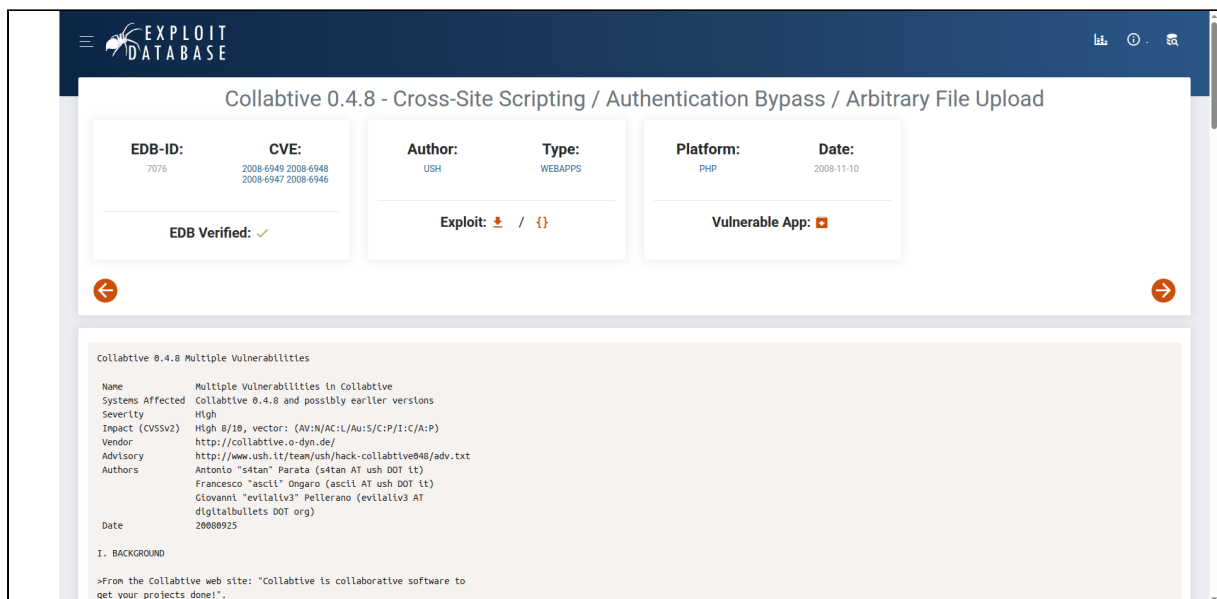 EXPLOIT
DATABASE
Collabtive 0.4.8 - Cross-Site Scripting / Authentication Bypass / Arbitrary File Upload
EDB-ID:
7076
CVE:
2008-6949 2008-6948
2008-6947 2008-6946
EDB Verified:
Author:
USH
Type:
WEBAPPS
Exploit: / {}
Platform:
PHP
Date:
2008-11-10
Vulnerable App:
Collabtive 0.4.8 Multiple Vulnerabilities
Name Multiple Vulnerabilities in Collabtive
Systems Affected Collabtive 0.4.8 and possibly earlier versions
Severity High
Impact (CVSSv2) High 8/10, vector: (AV:N/AC:L/Au:S/C:P/I:C/A:P)
Vendor http://collabtive.o-dyn.de/
Advisory http://www.ush.it/team/ush/hack-collabtive048/adv.txt
Authors Antonio "s4tan" Parata (s4tan AT ush DOT it)
Francesco "ascii" Ongaro (ascii AT ush DOT it)
Giovanni "evilaliv3" Pellerano (evilaliv3 AT
digitalbullets DOT org)
Date 20080925
I. BACKGROUND
>From the Collabtive web site: "Collabtive is collaborative software to
get your projects done!".